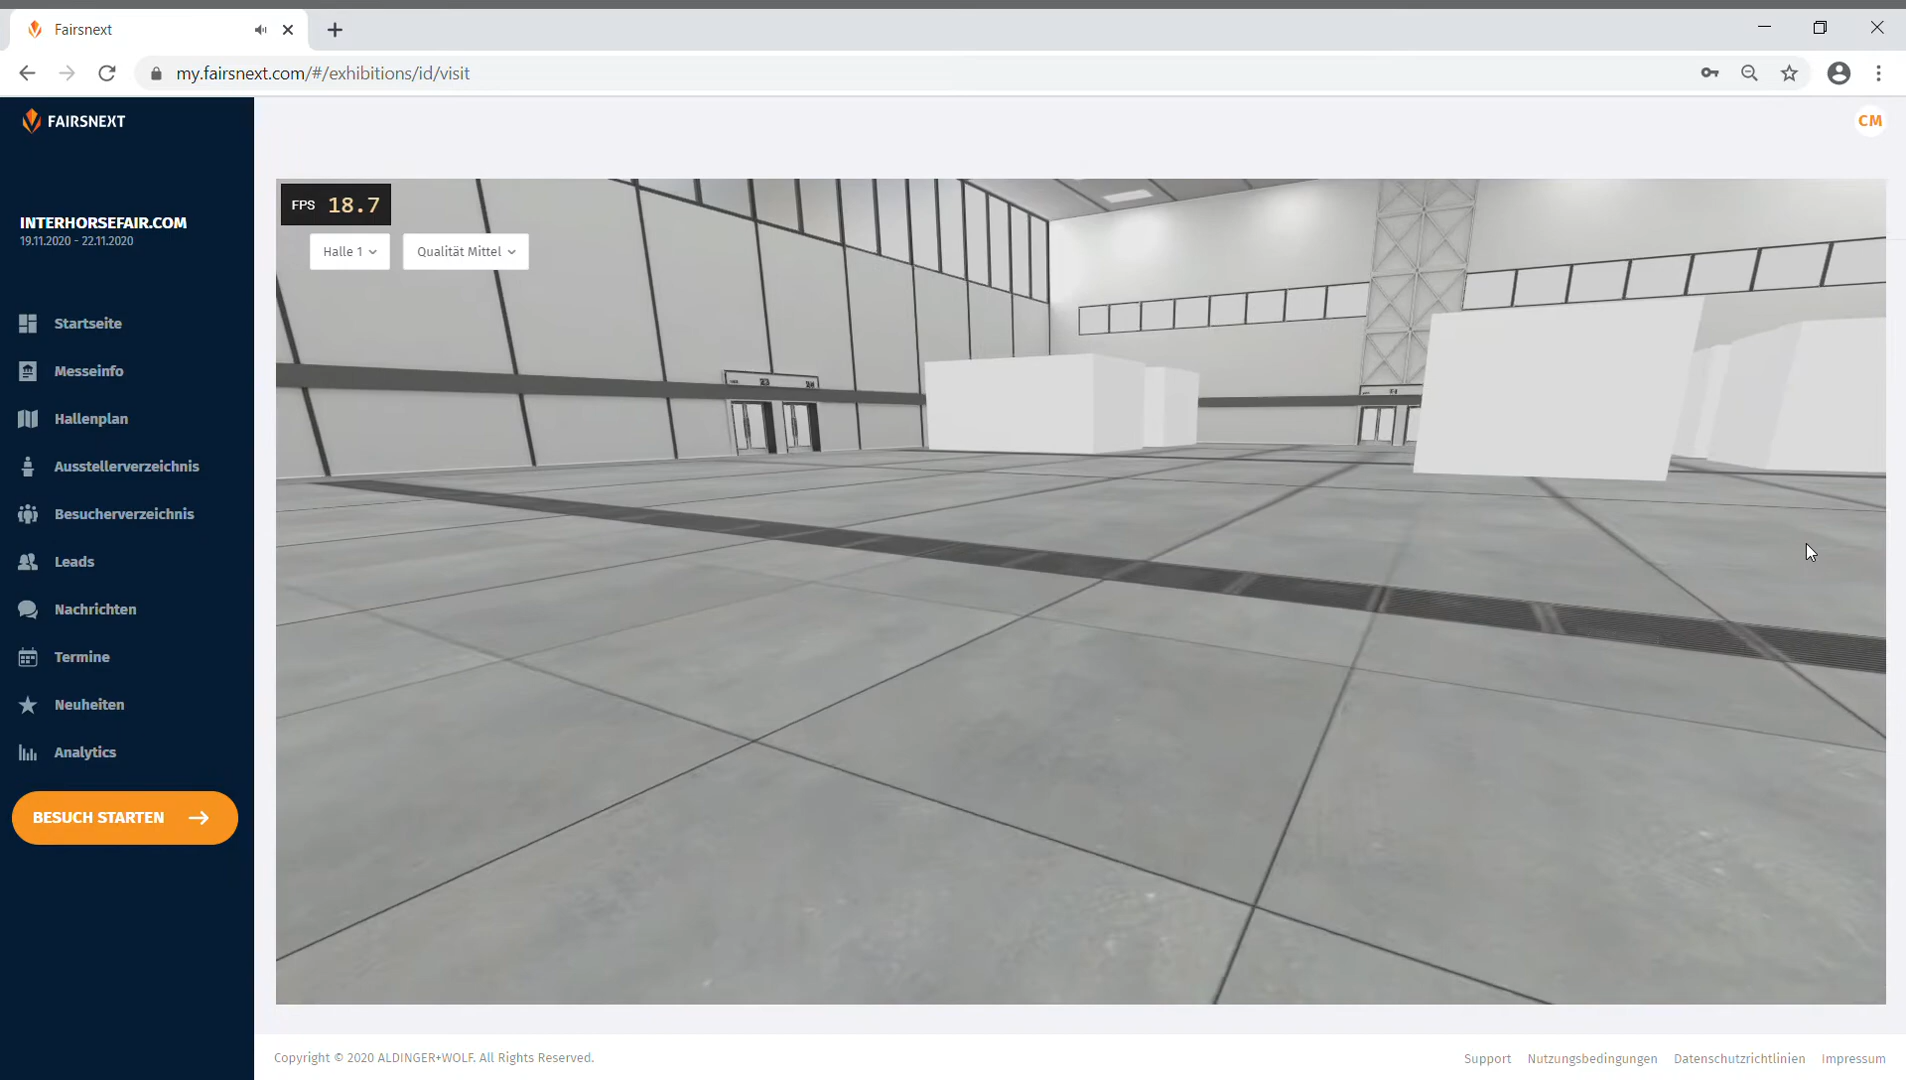 Fairsnext
my.fairsnext.com/#/exhibitions/id/visit
FAIRSNEXT
CM
INTERHORSEFAIR.COM
19.11.2020 - 22.11.2020
FPS 18.7
Halle 1
Qualität Mittel
Startseite
Messeinfo
Hallenplan
Ausstellerverzeichnis
Besucherverzeichnis
Leads
Nachrichten
Termine
Neuheiten
Analytics
BESUCH STARTEN
Copyright © 2020 ALDINGER+WOLF. All Rights Reserved.
Support
Nutzungsbedingungen
Datenschutzrichtlinien
Impressum